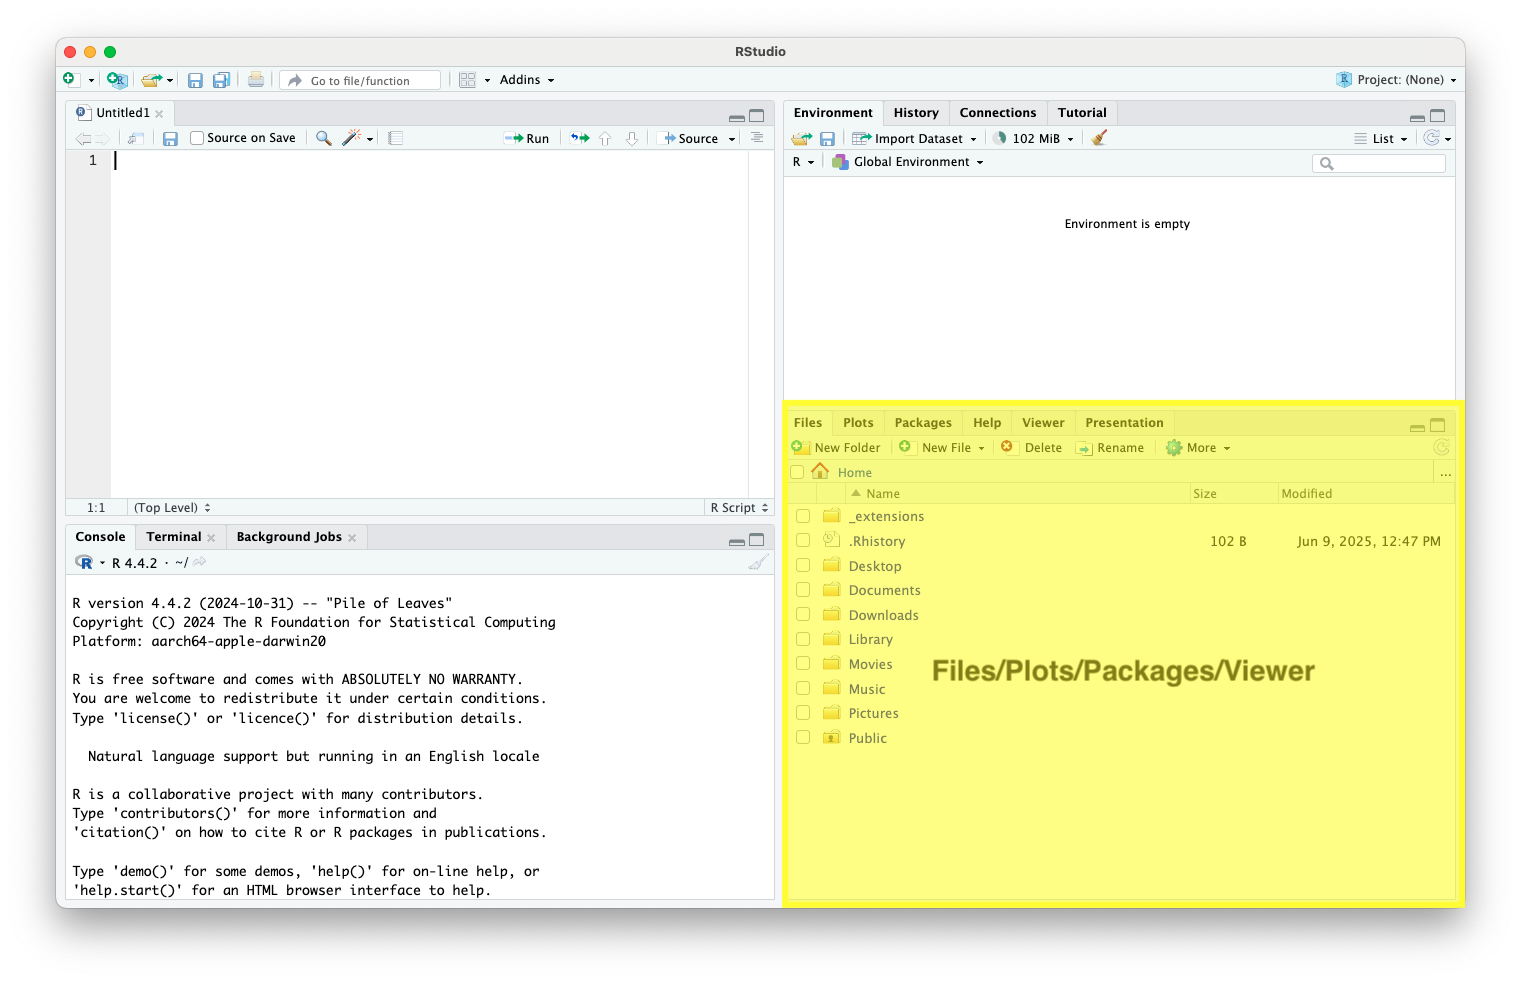 RStudio
Go to file/function
Addins
Project: (None)
Untitled1
Source on Save
Run
Source
1
1:1
(Top Level)
R Script
Console
Terminal
Background Jobs
R 4.4.2 · ~/
R version 4.4.2 (2024-10-31) -- "Pile of Leaves"
Copyright (C) 2024 The R Foundation for Statistical Computing
Platform: aarch64-apple-darwin20
R is free software and comes with ABSOLUTELY NO WARRANTY.
You are welcome to redistribute it under certain conditions.
Type 'license()' or 'licence()' for distribution details.
Natural language support but running in an English locale
R is a collaborative project with many contributors.
Type 'contributors()' for more information and
'citation()' on how to cite R or R packages in publications.
Type 'demo()' for some demos, 'help()' for on-line help, or
'help.start()' for an HTML browser interface to help.
Environment
History
Connections
Tutorial
Import Dataset
102 MiB
List
R
Global Environment
Environment is empty
Files
Plots
Packages
Help
Viewer
Presentation
New Folder
New File
Delete
Rename
More
Home
...
Name
Size
Modified
_extensions
.Rhistory 102 B Jun 9, 2025, 12:47 PM
Desktop
Documents
Downloads
Library
Movies
Files/Plots/Packages/Viewer
Music
Pictures
Public